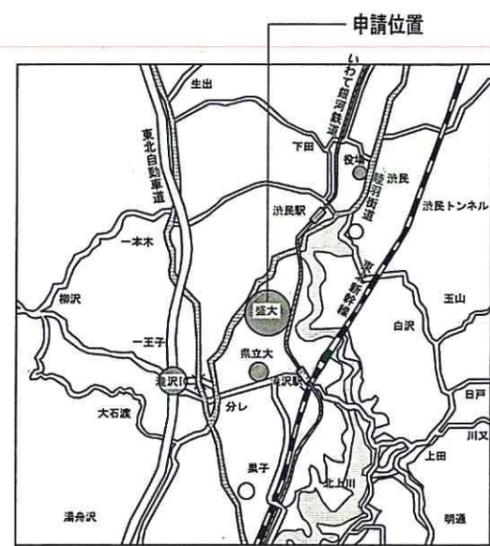 申請位置
生出
いわて銀河鉄道
下田
役場
東北自動車道
陸羽街道
渋民
渋民駅
渋民トンネル
一本木
東北新幹線
柳沢
玉山
盛大
白沢
一王子
県立大
滝沢I
滝沢駅
日戸
大石渡
分レ
川又
上田
巣子
北上川
湯舟沢
明通